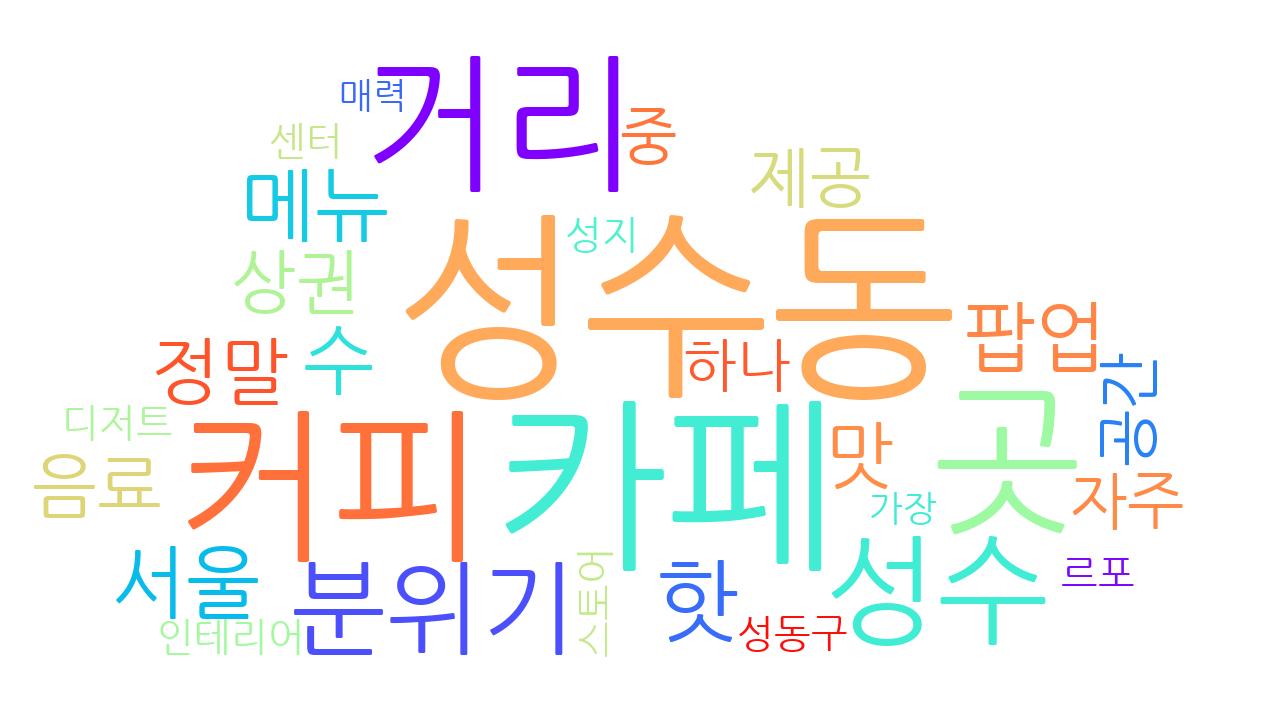 매력
거리
중
센터
메뉴
제공
성지
성수동
상권
팝업
정말
수
하나
공간
디저트
커피
카페
맛
곳
음료
가장
자주
서울
분위기
스토어
핫
성수
르포
인테리어
성동구